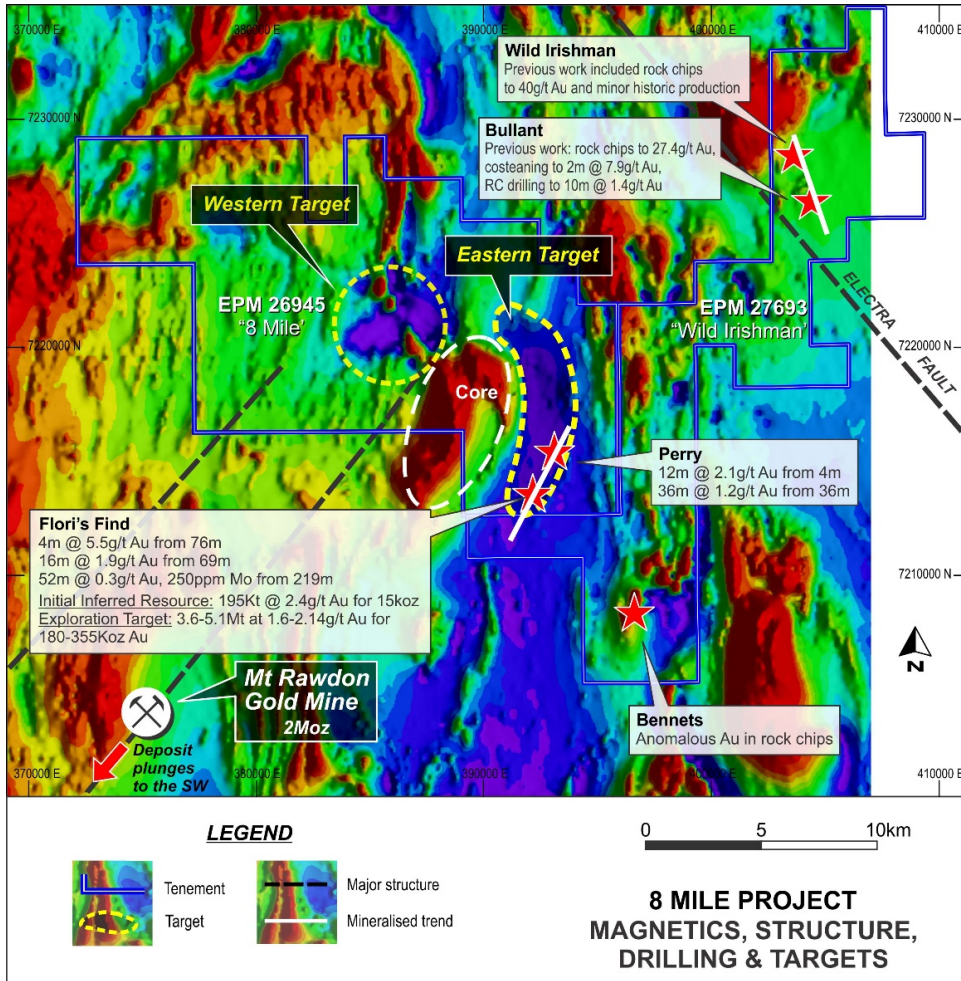 370000 E
380000 E
390000 E
400000 E
410000 E
Wild Irishman
Previous work included rock chips
to 40g/t Au and minor historic production
7230000 N
7230000 N
Bullant
Previous work: rock chips to 27.4g/t Au,
costeaning to 2m @ 7.9g/t Au,
RC drilling to 10m @ 1.4g/t Au
Western Target
Eastern Target
EPM 26945
“8 Mile’
EPM 27693
“Wild Irishman’
ELECTRA
FAULT
7220000 N
7220000 N
Core
Perry
12m @ 2.1g/t Au from 4m
36m @ 1.2g/t Au from 36m
Flori's Find
4m @ 5.5g/t Au from 76m
16m @ 1.9g/t Au from 69m
52m @ 0.3g/t Au, 250ppm Mo from 219m
Initial Inferred Resource: 195Kt @ 2.4g/t Au for 15koz
Exploration Target: 3.6-5.1Mt at 1.6-2.14g/t Au for
180-355Koz Au
7210000 N
N
Mt Rawdon
Gold Mine
2Moz
Deposit
plunges
to the SW
Bennets
Anomalous Au in rock chips
370000 E
380000 E
390000 E
400000 E
410000 E
LEGEND
Tenement
Target
Major structure
Mineralised trend
0 5 10km
8 MILE PROJECT
MAGNETICS, STRUCTURE,
DRILLING & TARGETS